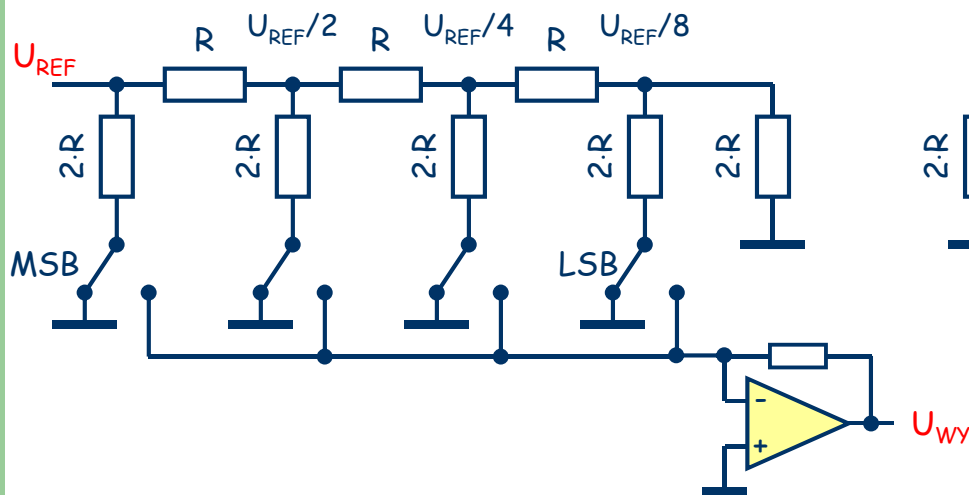 U_REF
R
U_REF/2
R
U_REF/4
R
U_REF/8
2·R
2·R
2·R
2·R
2·R
2·R
MSB
LSB
-
+
U_WY